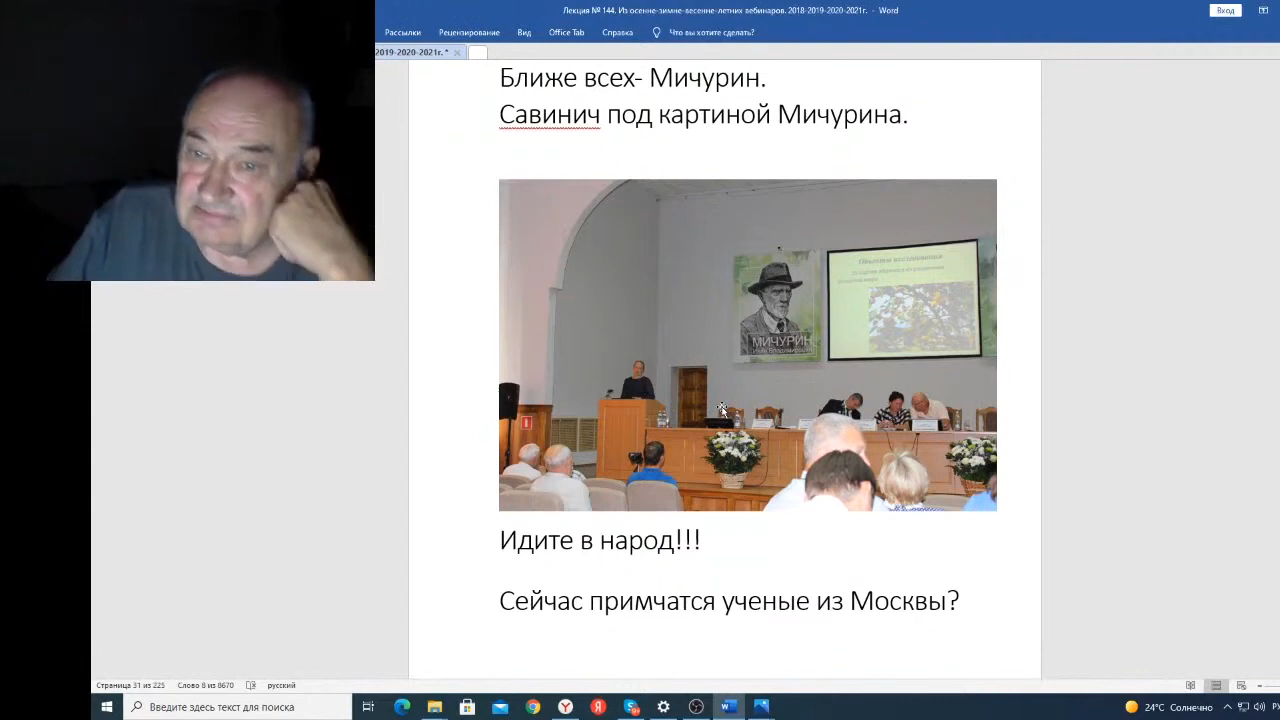 Лекция № 144. Из осенне-зимне-весенне-летних вебинаров. 2018-2019-2020-2021г. - Word
Вход
Рассылки Рецензирование Вид Office Tab Справка Что вы хотите сделать?
2019-2020-2021г. *
Ближе всех- Мичурин.
Савинич под картиной Мичурина.
МИЧУРИН
Идите в народ!!!
Сейчас примчатся ученые из Москвы?
Страница 31 из 225 Слово 8 из 8670 русский
Введите здесь текст для поиска
24°C Солнечно